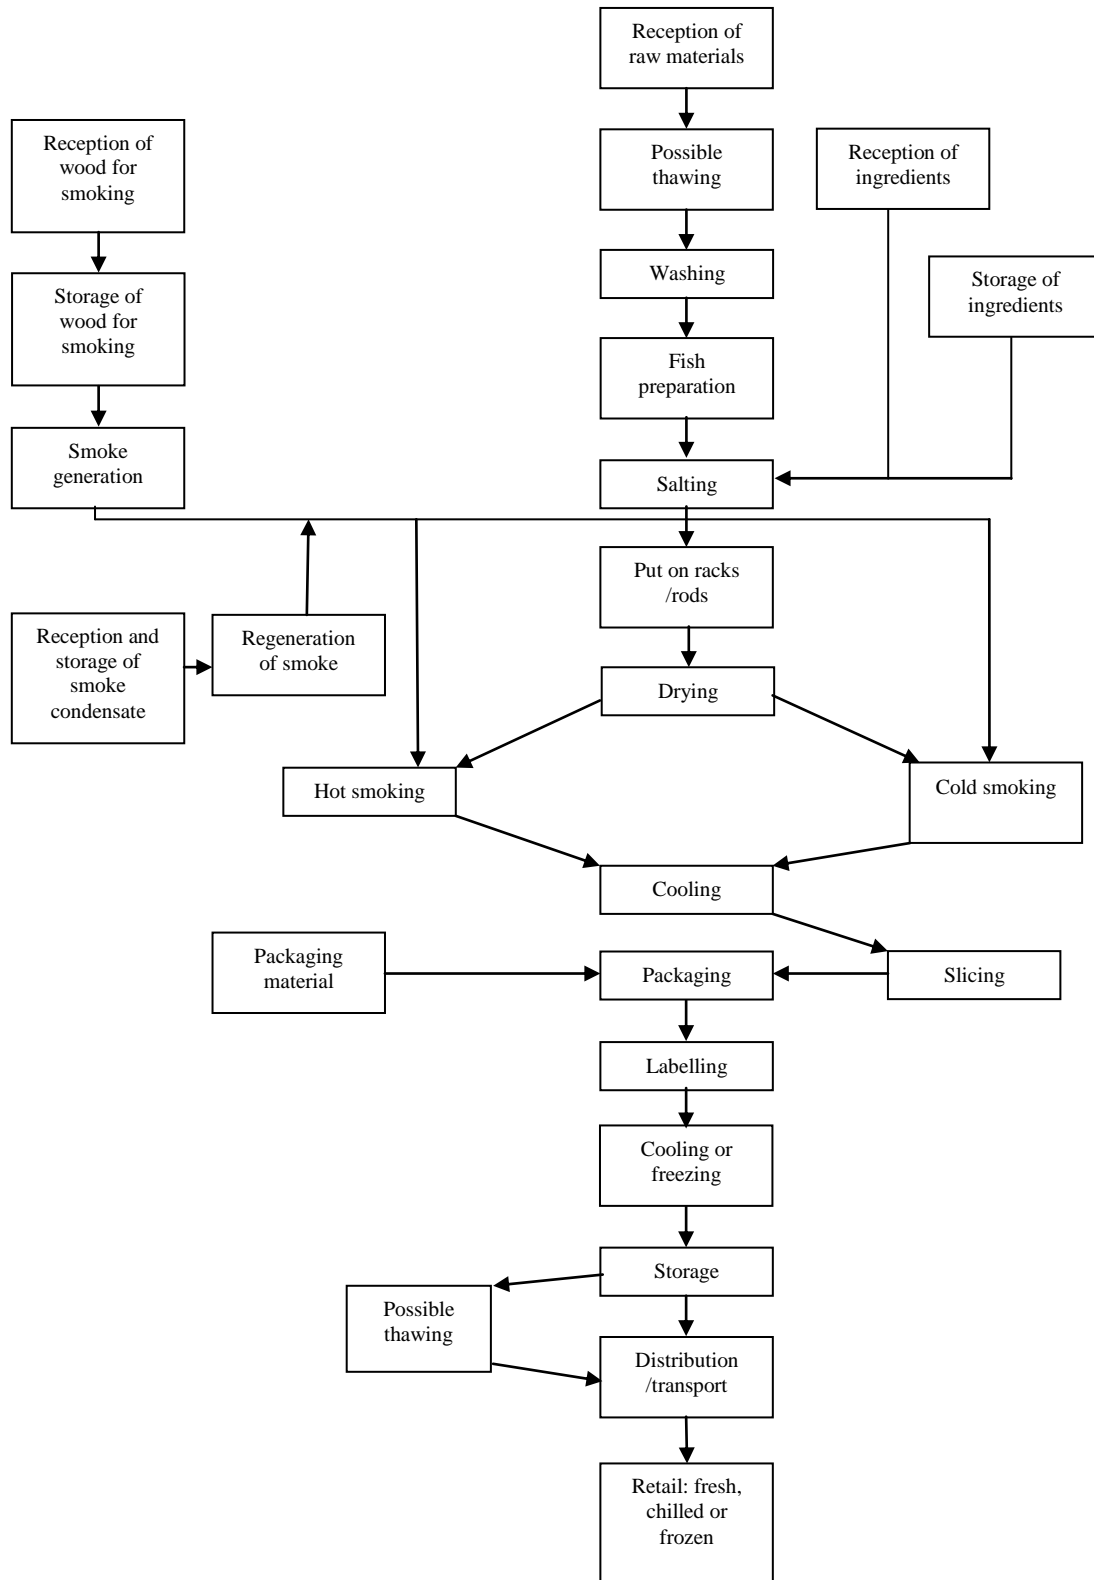 Reception of
raw materials
Reception of
wood for
smoking
Possible
thawing
Reception of
ingredients
Washing
Storage of
ingredients
Storage of
wood for
smoking
Fish
preparation
Smoke
generation
Salting
Put on racks
/rods
Reception and
storage of
smoke
condensate
Regeneration
of smoke
Drying
Hot smoking
Cold smoking
Cooling
Packaging
material
Packaging
Slicing
Labelling
Cooling or
freezing
Storage
Possible
thawing
Distribution
/transport
Retail: fresh,
chilled or
frozen